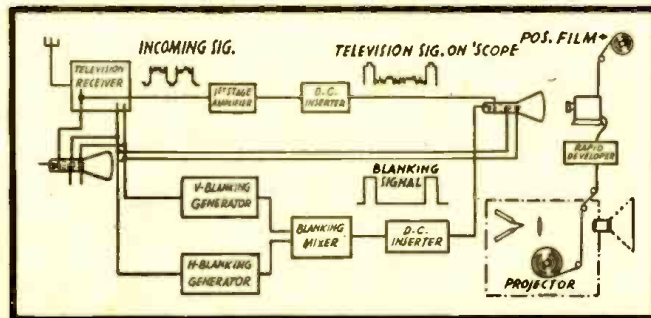 INCOMING SIG.
TELEVISION SIG. ON 'SCOPE
POS. FILM
TELEVISION
RECEIVER
1ST STAGE
AMPLIFIER
D.C.
INSERTER
RAPID
DEVELOPER
BLANKING
SIGNAL
V-BLANKING
GENERATOR
BLANKING
MIXER
D.C.
INSERTER
H-BLANKING
GENERATOR
PROJECTOR